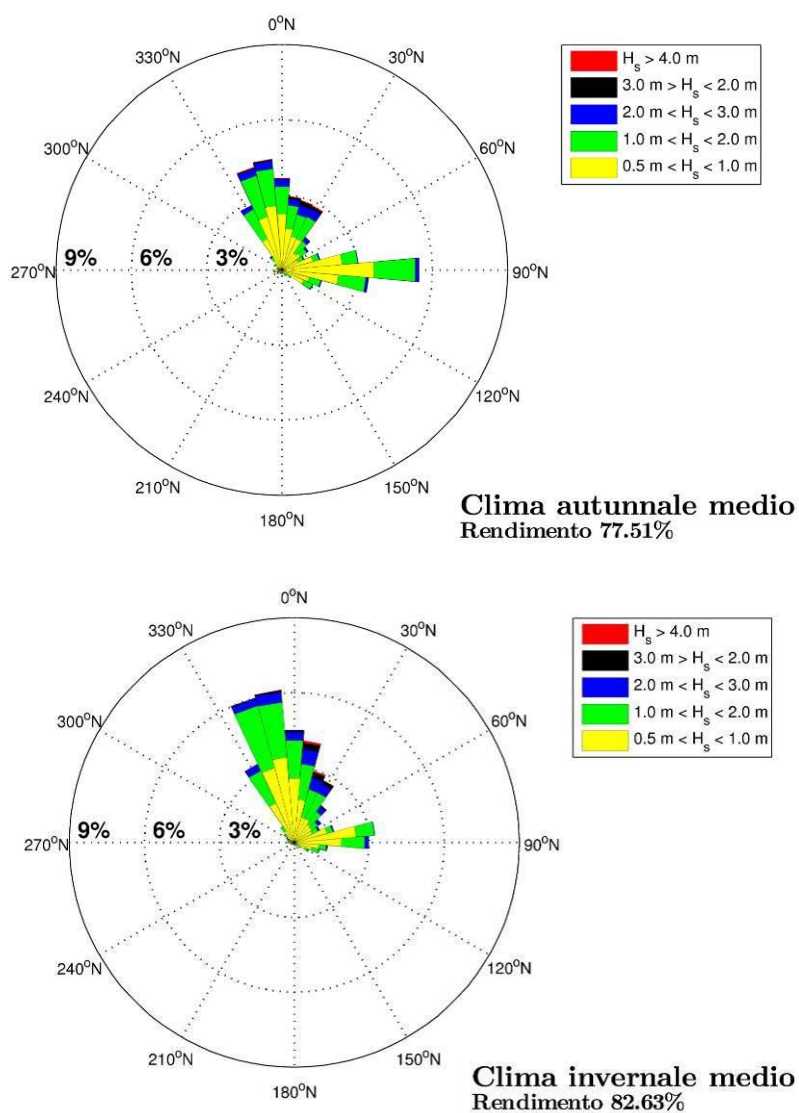 0°N
30°N
60°N
90°N
120°N
150°N
180°N
210°N
240°N
270°N
300°N
330°N
9% 6% 3%
Hs > 4.0 m
3.0 m > Hs < 2.0 m
2.0 m < Hs < 3.0 m
1.0 m < Hs < 2.0 m
0.5 m < Hs < 1.0 m
Clima autunnale medio
Rendimento 77.51%
0°N
30°N
60°N
90°N
120°N
150°N
180°N
210°N
240°N
270°N
300°N
330°N
9% 6% 3%
Hs > 4.0 m
3.0 m > Hs < 2.0 m
2.0 m < Hs < 3.0 m
1.0 m < Hs < 2.0 m
0.5 m < Hs < 1.0 m
Clima invernale medio
Rendimento 82.63%